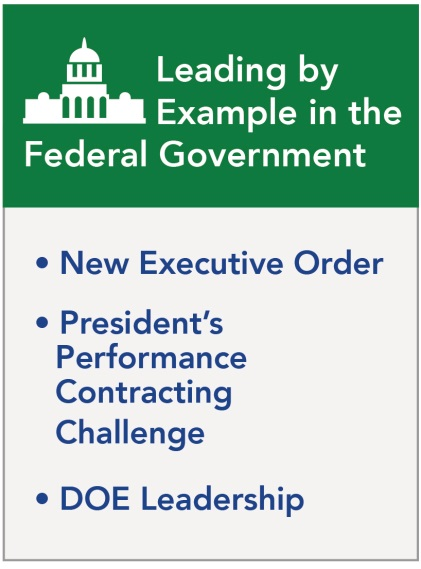 Leading by
Example in the
Federal Government
• New Executive Order
• President’s
Performance
Contracting
Challenge
• DOE Leadership